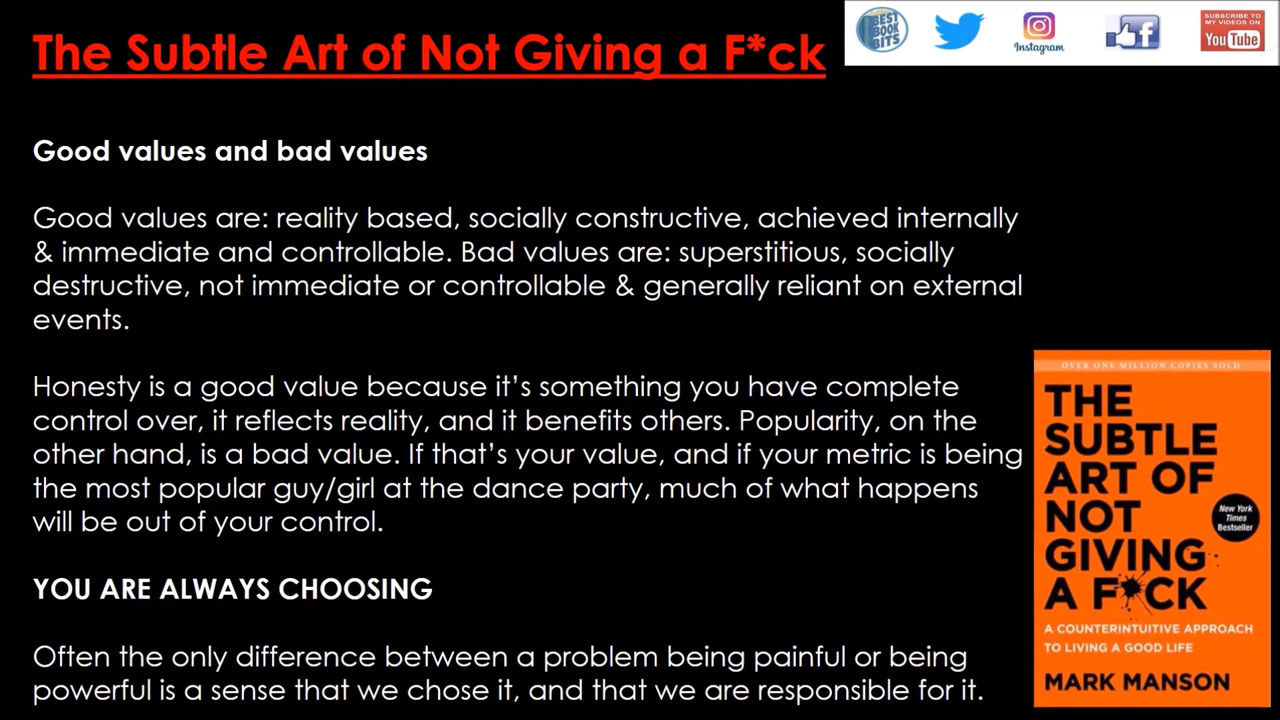 The Subtle Art of Not Giving a F*ck
BEST
BOOK
BITS
Instagram
SUBSCRIBE TO
MY VIDEOS ON
YouTube
Good values and bad values
Good values are: reality based, socially constructive, achieved internally
& immediate and controllable. Bad values are: superstitious, socially
destructive, not immediate or controllable & generally reliant on external
events.
Honesty is a good value because it’s something you have complete
control over, it reflects reality, and it benefits others. Popularity, on the
other hand, is a bad value. If that’s your value, and if your metric is being
the most popular guy/girl at the dance party, much of what happens
will be out of your control.
YOU ARE ALWAYS CHOOSING
Often the only difference between a problem being painful or being
powerful is a sense that we chose it, and that we are responsible for it.
OVER ONE MILLION COPIES SOLD
THE
SUBTLE
ART OF
NOT
GIVING
A F*CK
New York
Times
Bestseller
A COUNTERINTUITIVE APPROACH
TO LIVING A GOOD LIFE
MARK MANSON